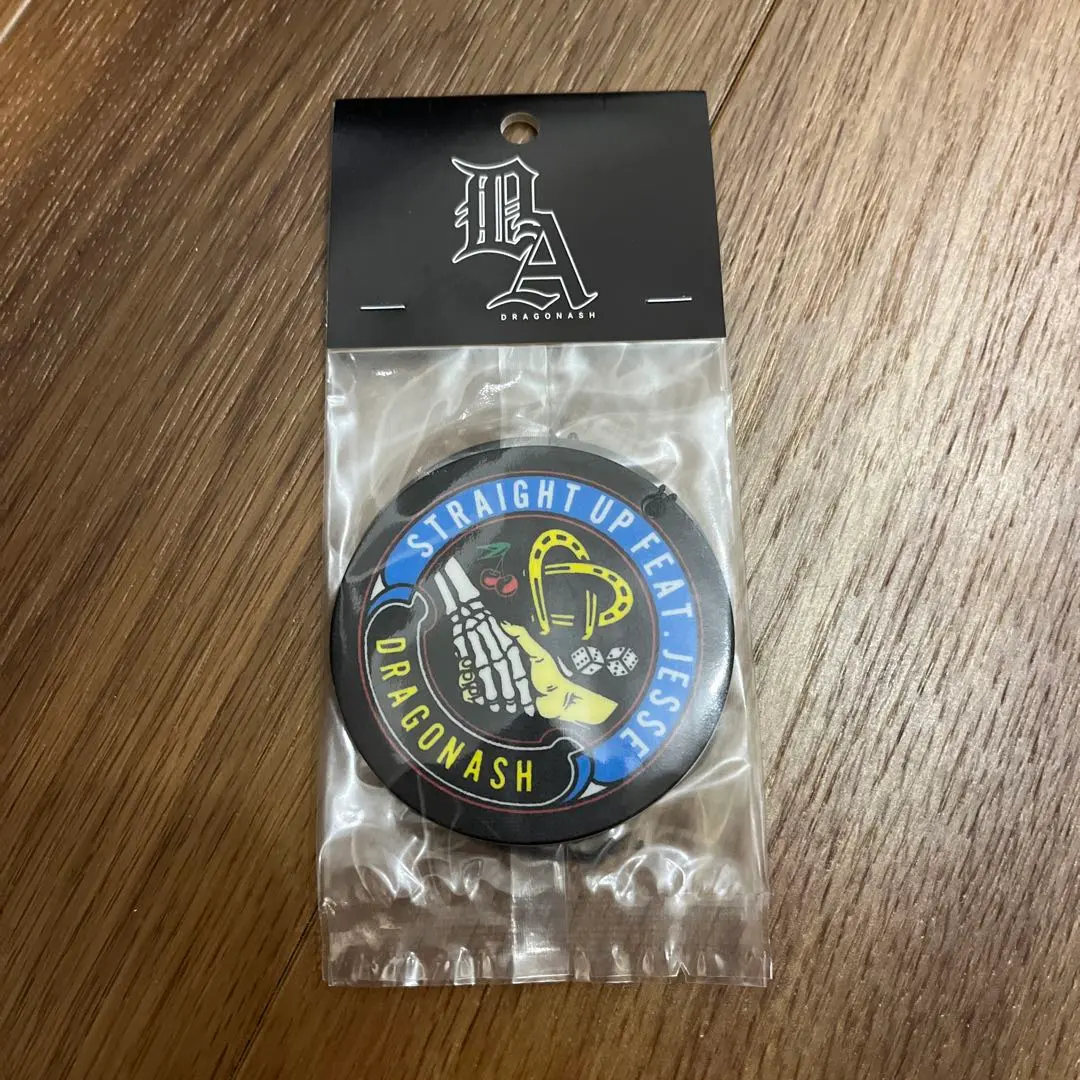 DA
DRAGONASH
STRAIGHT UP FEAT. JESSE
DRAGONASH